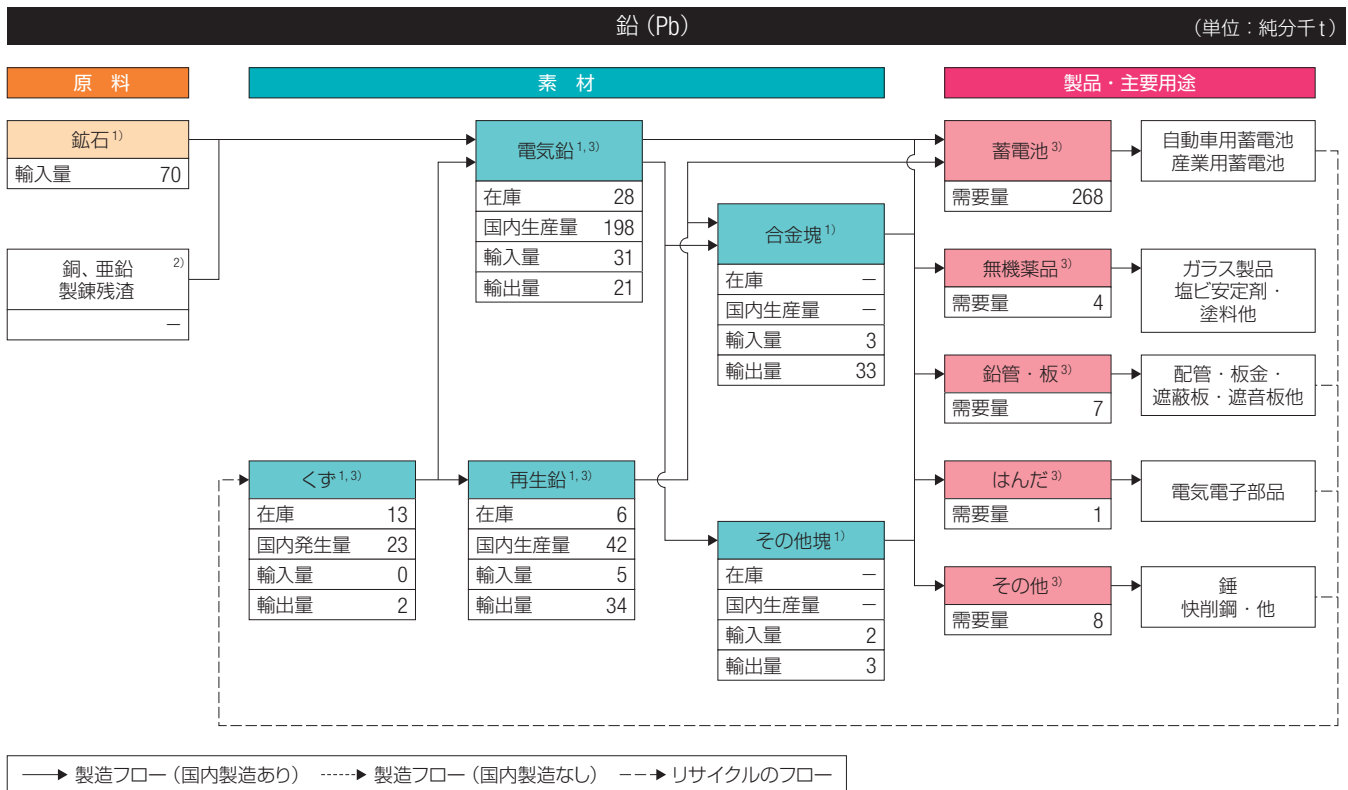 鉛（Pb）
（単位：純分千t）
原 料
素 材
製品・主要用途
鉱石1)
輸入量 70
銅、亜鉛 2)
製錬残渣
－
電気鉛1, 3)
在庫 28
国内生産量 198
輸入量 31
輸出量 21
合金塊1)
在庫 －
国内生産量 －
輸入量 3
輸出量 33
くず1, 3)
在庫 13
国内発生量 23
輸入量 0
輸出量 2
再生鉛1, 3)
在庫 6
国内生産量 42
輸入量 5
輸出量 34
その他塊1)
在庫 －
国内生産量 －
輸入量 2
輸出量 3
蓄電池3)
需要量 268
自動車用蓄電池
産業用蓄電池
無機薬品3)
需要量 4
ガラス製品
塩ビ安定剤・
塗料他
鉛管・板3)
需要量 7
配管・板金・
遮蔽板・遮音板他
はんだ3)
需要量 1
電気電子部品
その他3)
需要量 8
錘
快削鋼・他
製造フロー（国内製造あり） 製造フロー（国内製造なし） リサイクルのフロー